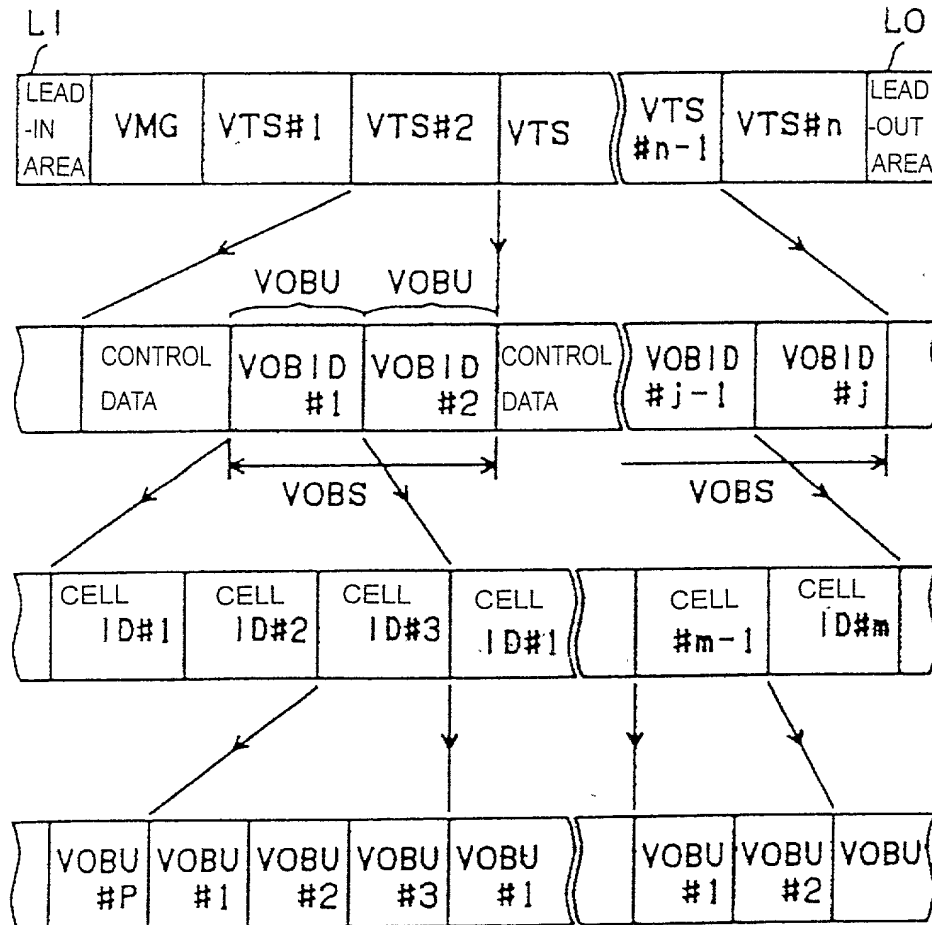 LI LO
LEAD
-IN
AREA
VMG
VTS#1
VTS#2
VTS
VTS
#n-1
VTS#n
LEAD
-OUT
AREA
VOBU VOBU
CONTROL
DATA
VOBID
#1
VOBID
#2
CONTROL
DATA
VOBID
#j-1
VOBID
#j
VOBS VOBS
CELL
ID#1
CELL
ID#2
CELL
ID#3
CELL
ID#1
CELL
#m-1
CELL
ID#m
VOBU
#P
VOBU
#1
VOBU
#2
VOBU
#3
VOBU
#1
VOBU
#1
VOBU
#2
VOBU